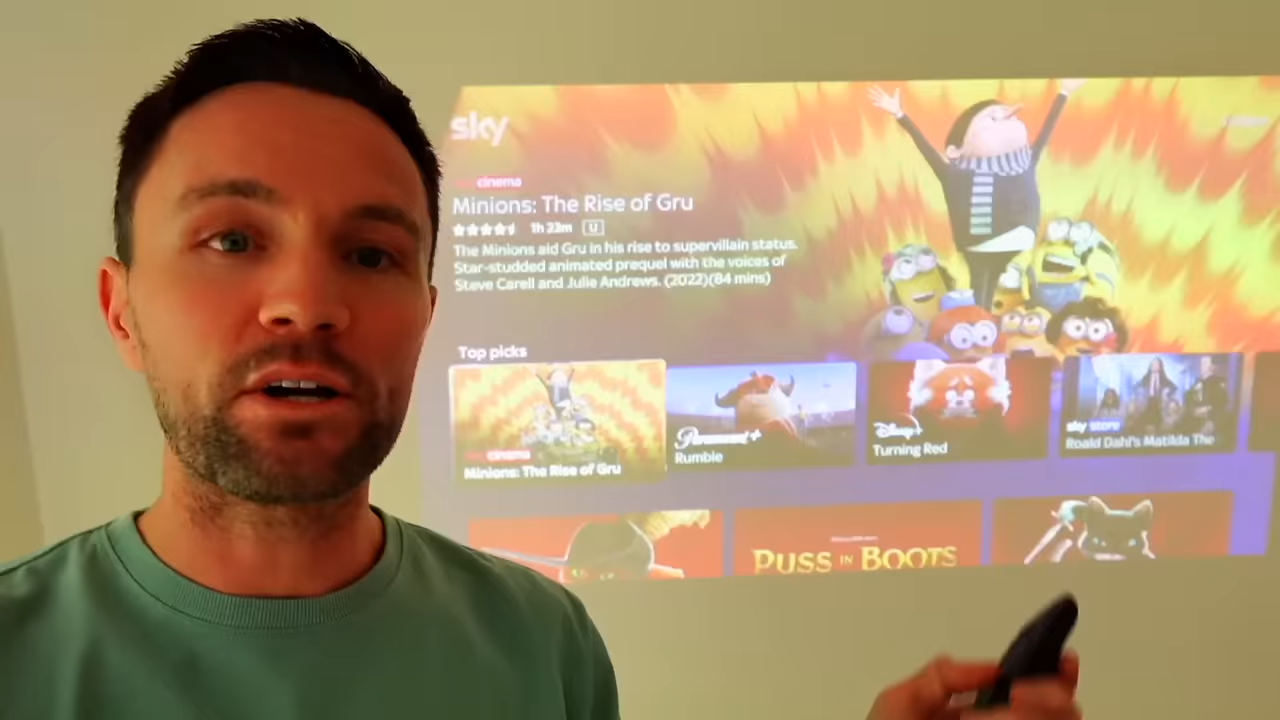 sky
cinema
Minions: The Rise of Gru
1h 23m U
The Minions aid Gru in his rise to supervillain status.
Star-studded animated prequel with the voices of
Steve Carell and Julie Andrews. (2022)(84 mins)
Top picks
cinema
Minions: The Rise of Gru
Paramount+
Rumble
Disney+
Turning Red
sky store
Roald Dahl's Matilda The
PUSS IN BOOTS